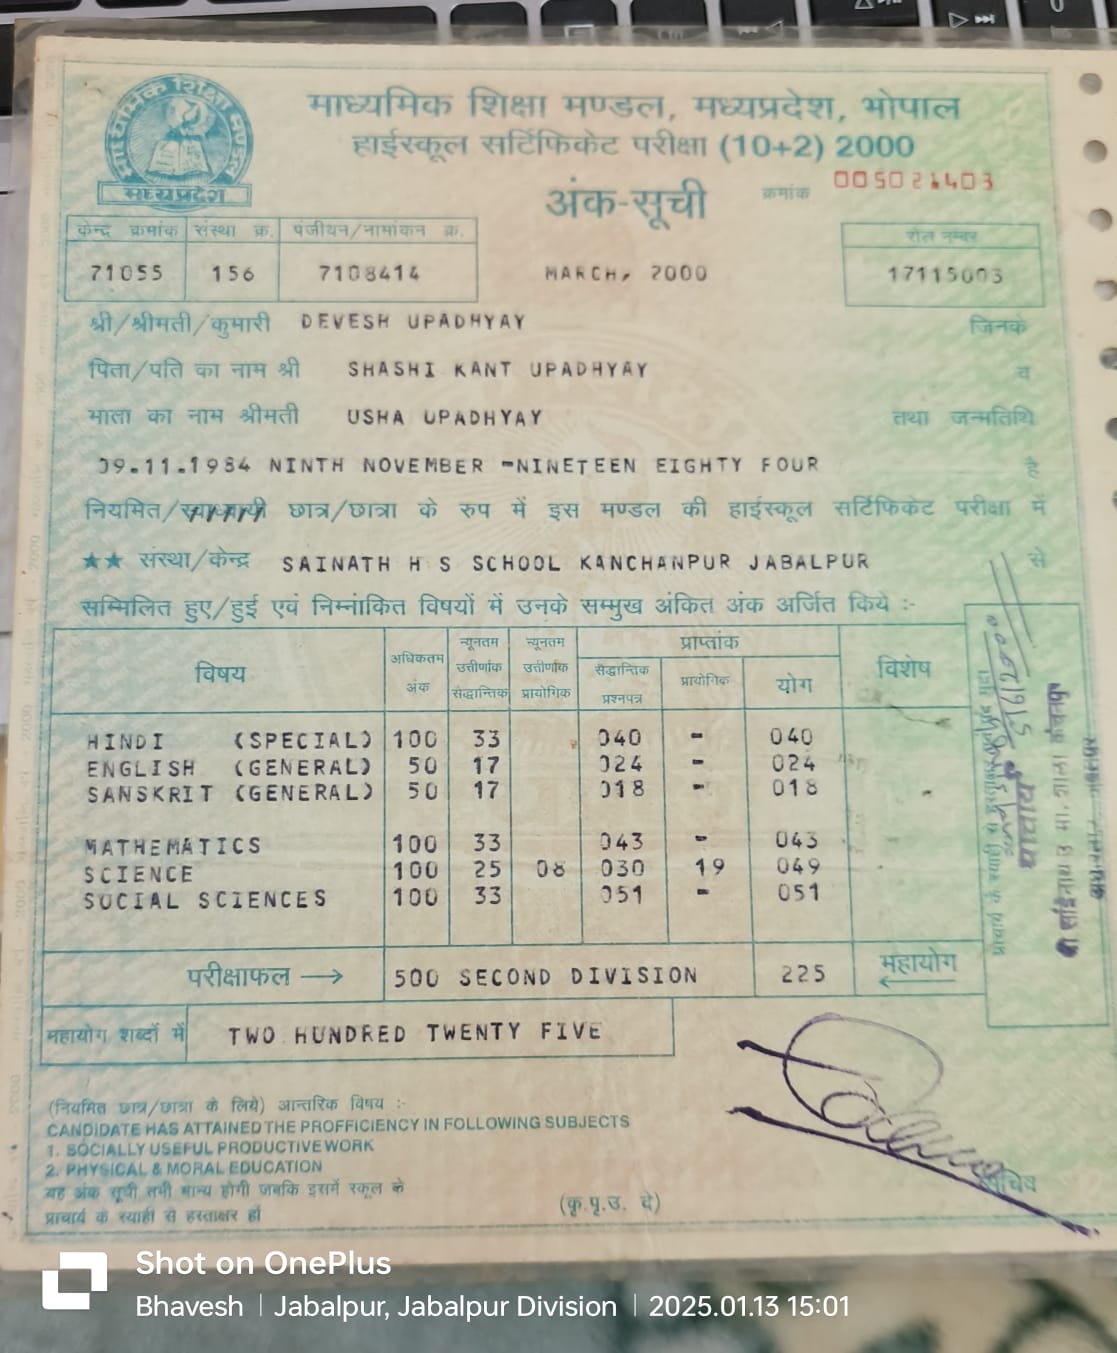 माध्यमिक शिक्षा मण्डल, मध्यप्रदेश, भोपाल
हाईस्कूल सर्टिफिकेट परीक्षा (10+2) 2000
मध्यप्रदेश
अंक-सूची क्रमांक 005021403
केन्द्र क्रमांक संस्था क्र. पंजीयन/नामांकन क्र. रोल नम्बर
71055 156 7108414 MARCH, 2000 17115003
श्री/श्रीमती/कुमारी DEVESH UPADHYAY जिनके
पिता/पति का नाम श्री SHASHI KANT UPADHYAY व
माता का नाम श्रीमती USHA UPADHYAY तथा जन्मतिथि
09.11.1984 NINTH NOVEMBER -NINETEEN EIGHTY FOUR है
नियमित/स्वाध्यायी छात्र/छात्रा के रुप में इस मण्डल की हाईस्कूल सर्टिफिकेट परीक्षा में
★★ संस्था/केन्द्र SAINATH H S SCHOOL KANCHANPUR JABALPUR से
सम्मिलित हुए/हुई एवं निम्नांकित विषयों में उनके सम्मुख अंकित अंक अर्जित किये :-
विषय अधिकतम अंक न्यूनतम उत्तीर्णांक सैद्धान्तिक न्यूनतम उत्तीर्णांक प्रायोगिक प्राप्तांक विशेष
सैद्धान्तिक प्रश्नपत्र प्रायोगिक योग
HINDI (SPECIAL) 100 33 040 - 040
ENGLISH (GENERAL) 50 17 024 - 024
SANSKRIT (GENERAL) 50 17 018 - 018
MATHEMATICS 100 33 043 - 043
SCIENCE 100 25 08 030 19 049
SOCIAL SCIENCES 100 33 051 - 051
परीक्षाफल → 500 SECOND DIVISION 225 महायोग ←
महायोग शब्दों में TWO HUNDRED TWENTY FIVE
(नियमित छात्र/छात्रा के लिये) आन्तरिक विषय :-
CANDIDATE HAS ATTAINED THE PROFFICIENCY IN FOLLOWING SUBJECTS
1. SOCIALLY USEFUL PRODUCTIVE WORK
2. PHYSICAL & MORAL EDUCATION
यह अंक सूची तभी मान्य होगी जबकि इसमें स्कूल के
प्राचार्य के स्याही से हस्ताक्षर हों
(कृ.पृ.उ. दे)
सचिव
प्राचार्य
Shot on OnePlus
Bhavesh | Jabalpur, Jabalpur Division | 2025.01.13 15:01